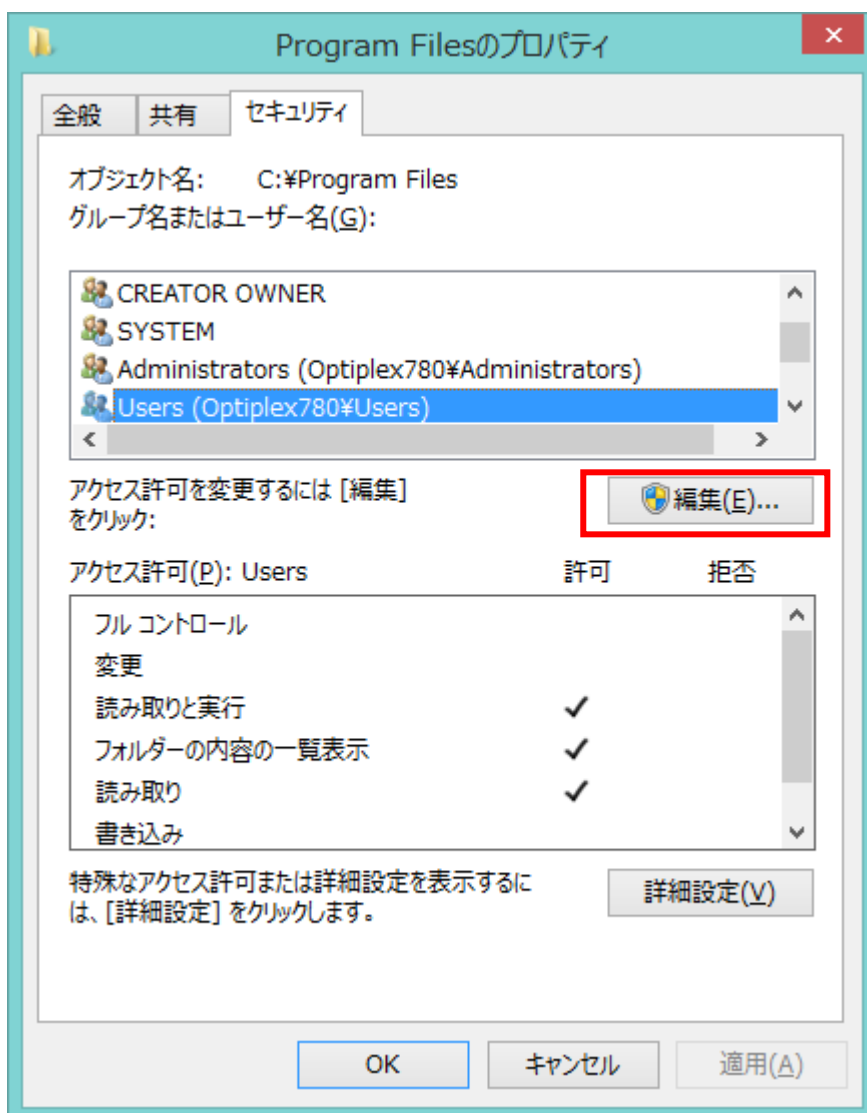 Program Filesのプロパティ
全般 共有 セキュリティ
オブジェクト名: C:¥Program Files
グループ名またはユーザー名(G):
CREATOR OWNER
SYSTEM
Administrators (Optiplex780¥Administrators)
Users (Optiplex780¥Users)
アクセス許可を変更するには [編集]
をクリック:
編集(E)...
アクセス許可(P): Users 許可 拒否
フル コントロール
変更
読み取りと実行
フォルダーの内容の一覧表示
読み取り
書き込み
特殊なアクセス許可または詳細設定を表示するに
は、[詳細設定] をクリックします。
詳細設定(V)
OK キャンセル 適用(A)